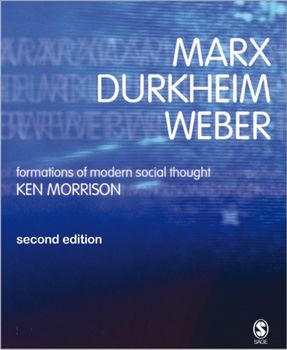 MARX
DURKHEIM
WEBER
formations of modern social thought
KEN MORRISON
second edition
SAGE